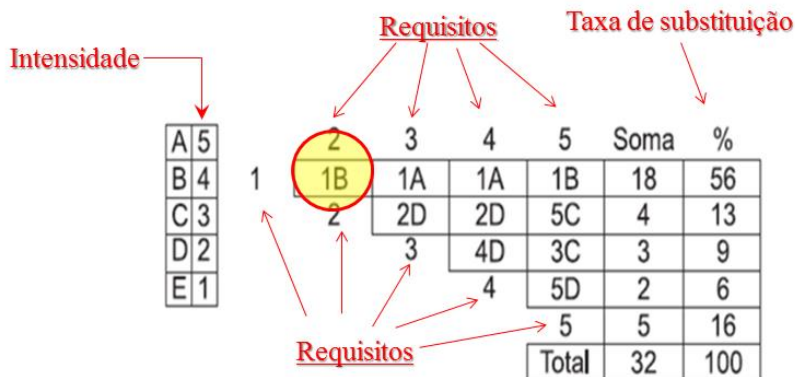 Requisitos Taxa de substituição
Intensidade
A 5 2 3 4 5 Soma %
B 4 1 1B 1A 1A 1B 18 56
C 3 2 2D 2D 5C 4 13
D 2 3 4D 3C 3 9
E 1 4 5D 2 6
5 5 16
Requisitos Total 32 100